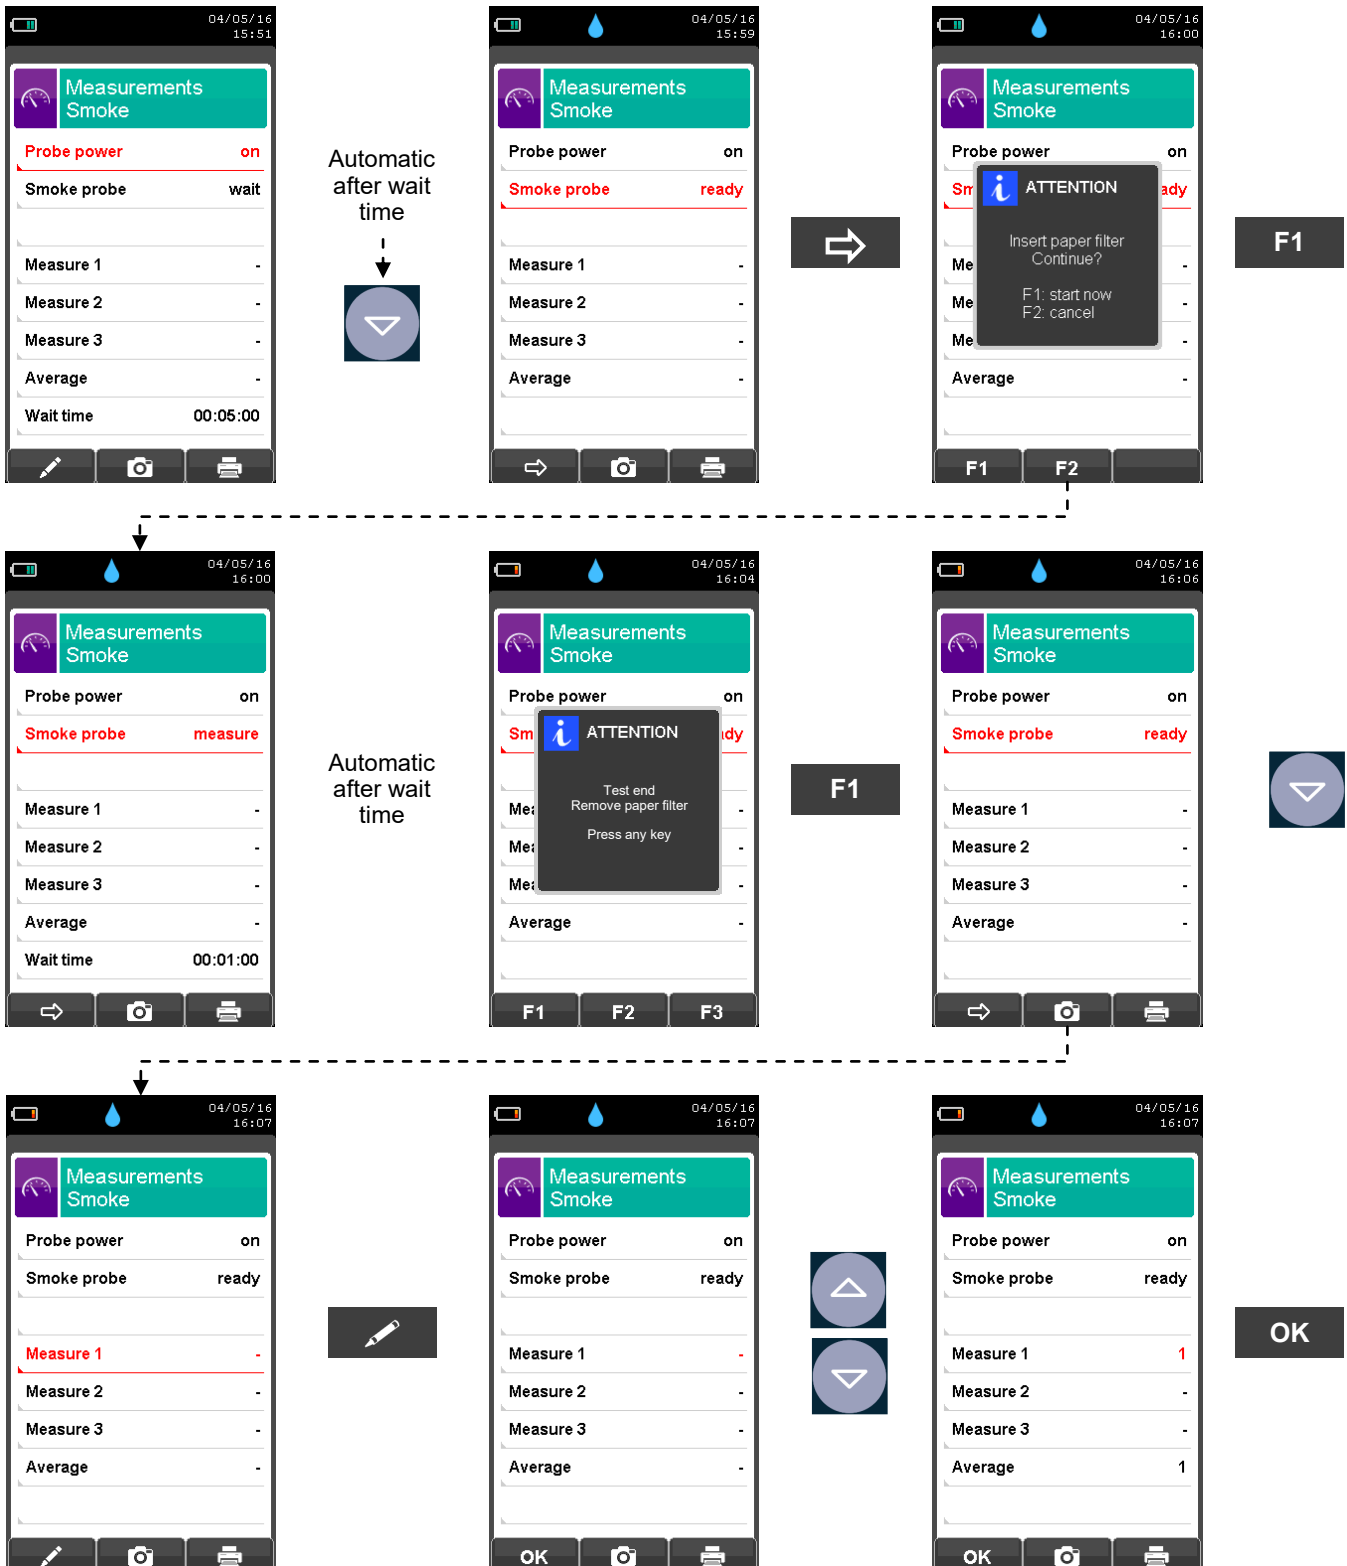 04/05/16
15:51
Measurements
Smoke
Probe power on
Smoke probe wait
Measure 1 -
Measure 2 -
Measure 3 -
Average -
Wait time 00:05:00
Automatic
after wait
time
04/05/16
15:59
Measurements
Smoke
Probe power on
Smoke probe ready
Measure 1 -
Measure 2 -
Measure 3 -
Average -
04/05/16
16:00
Measurements
Smoke
Probe power on
Sm ady
i ATTENTION
Insert paper filter
Continue?
F1: start now
F2: cancel
Me -
Me -
Me -
Average -
F1 F2
F1
04/05/16
16:00
Measurements
Smoke
Probe power on
Smoke probe measure
Measure 1 -
Measure 2 -
Measure 3 -
Average -
Wait time 00:01:00
Automatic
after wait
time
04/05/16
16:04
Measurements
Smoke
Probe power on
Sm dy
i ATTENTION
Test end
Remove paper filter
Press any key
Mea -
Mea -
Mea -
Average -
F1 F2 F3
F1
04/05/16
16:06
Measurements
Smoke
Probe power on
Smoke probe ready
Measure 1 -
Measure 2 -
Measure 3 -
Average -
04/05/16
16:07
Measurements
Smoke
Probe power on
Smoke probe ready
Measure 1 -
Measure 2 -
Measure 3 -
Average -
04/05/16
16:07
Measurements
Smoke
Probe power on
Smoke probe ready
Measure 1 -
Measure 2 -
Measure 3 -
Average -
OK
04/05/16
16:07
Measurements
Smoke
Probe power on
Smoke probe ready
Measure 1 1
Measure 2 -
Measure 3 -
Average 1
OK
OK